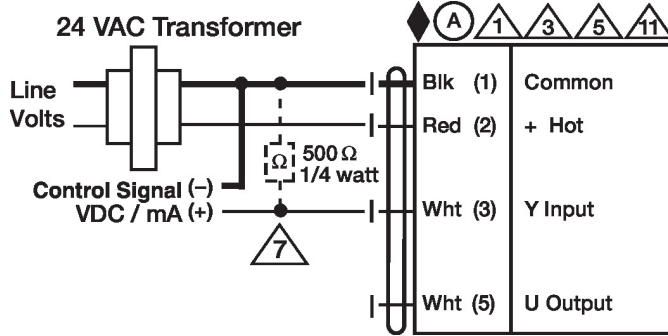 24 VAC Transformer
A 1 3 5 11
Line
Volts
Blk (1) Common
Red (2) + Hot
Ω 500 Ω
1/4 watt
Control Signal (−)
VDC / mA (+)
Wht (3) Y Input
7
Wht (5) U Output